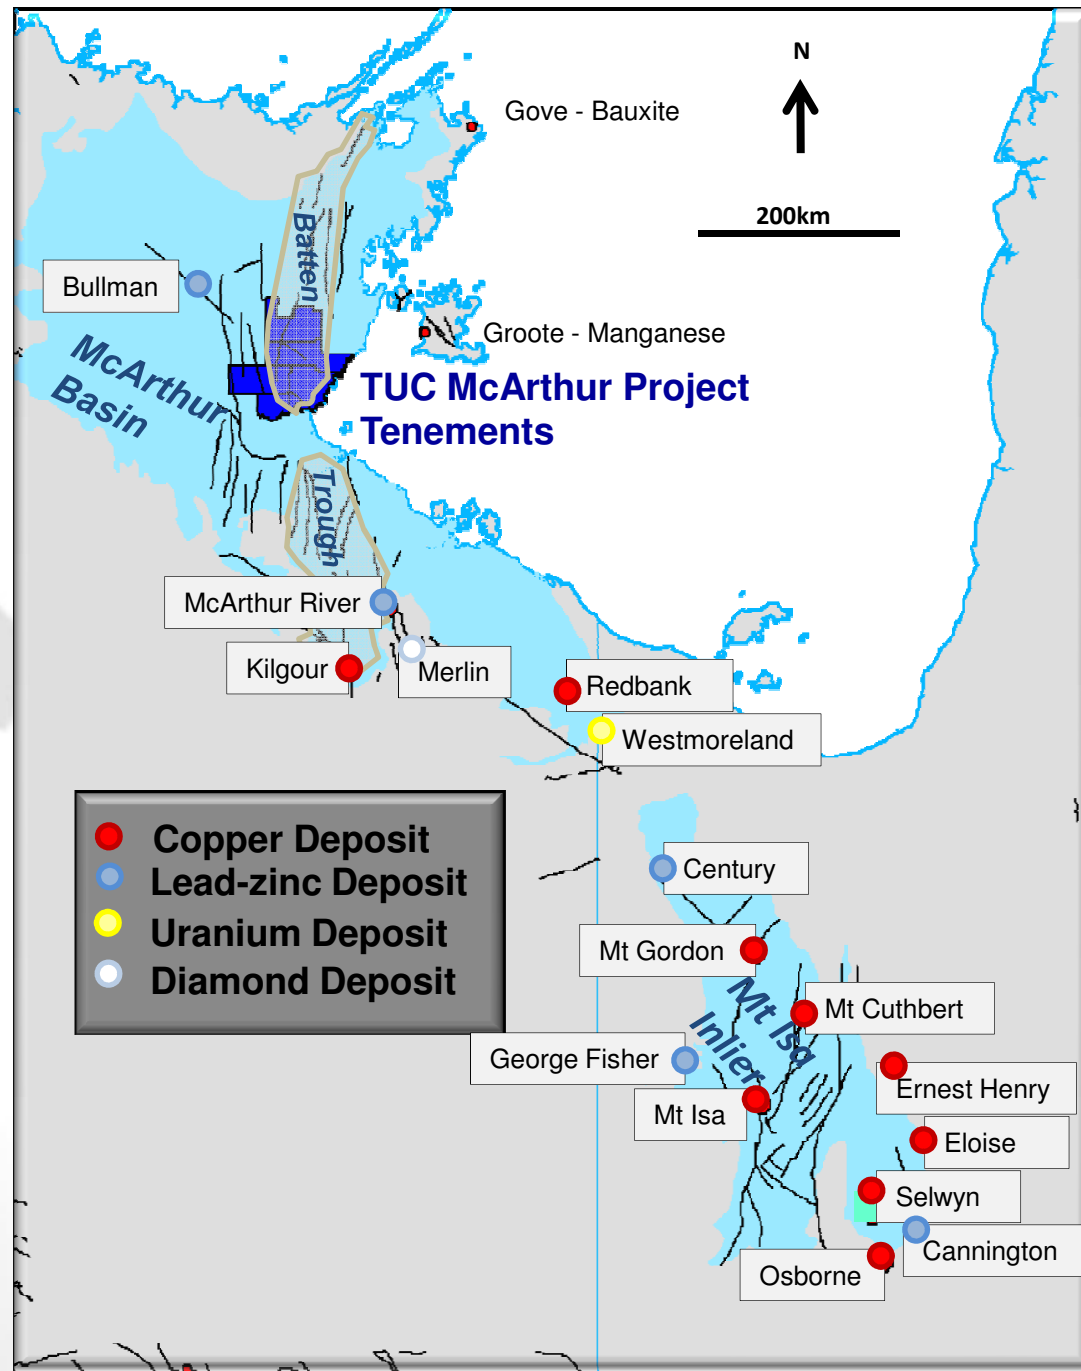 N
Gove - Bauxite
200km
Batten
Bullman
Groote - Manganese
McArthur
Basin
TUC McArthur Project
Tenements
Trough
McArthur River
Kilgour
Merlin
Redbank
Westmoreland
Copper Deposit
Lead-zinc Deposit
Uranium Deposit
Diamond Deposit
Century
Mt Gordon
Mt Isa
Inlier
Mt Cuthbert
George Fisher
Ernest Henry
Mt Isa
Eloise
Selwyn
Cannington
Osborne